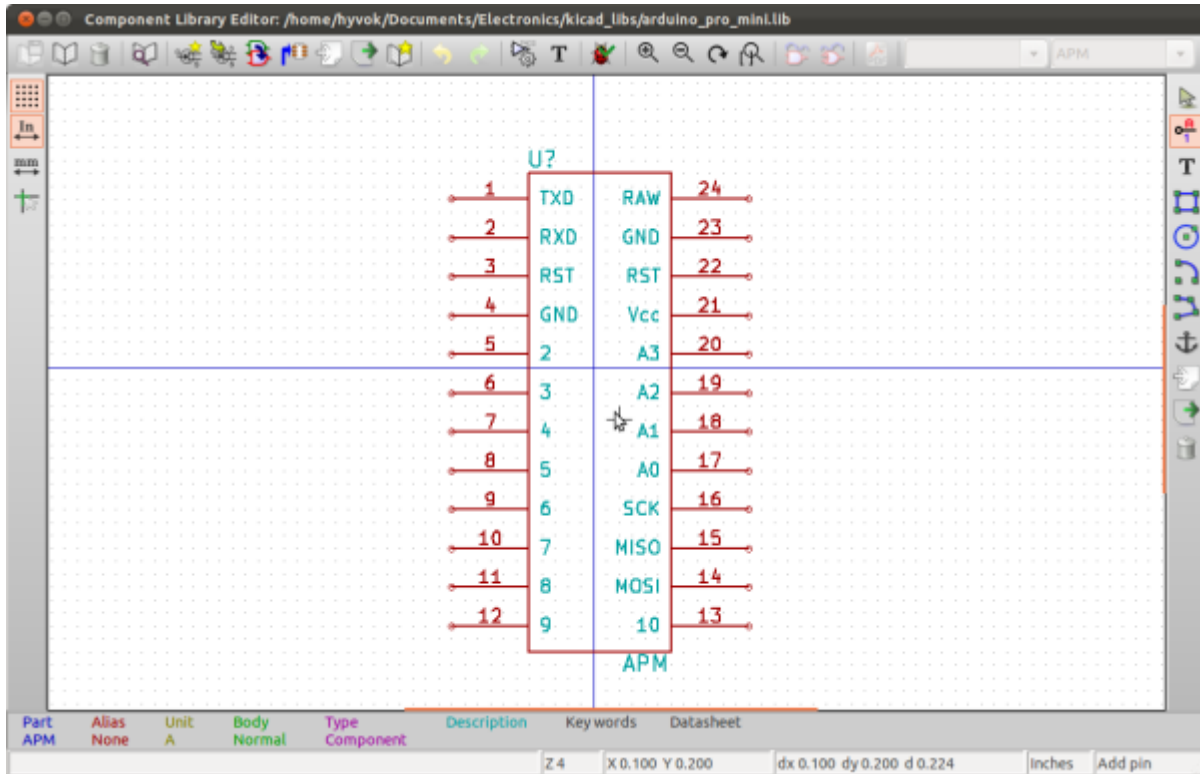 Component Library Editor: /home/hyvok/Documents/Electronics/kicad_libs/arduino_pro_mini.lib
T APM
In
mm
T
U?
1 TXD RAW 24
2 RXD GND 23
3 RST RST 22
4 GND Vcc 21
5 2 A3 20
6 3 A2 19
7 4 A1 18
8 5 A0 17
9 6 SCK 16
10 7 MISO 15
11 8 MOSI 14
12 9 10 13
APM
Part Alias Unit Body Type Description Key words Datasheet
APM None A Normal Component
Z 4 X 0.100 Y 0.200 dx 0.100 dy 0.200 d 0.224 Inches Add pin